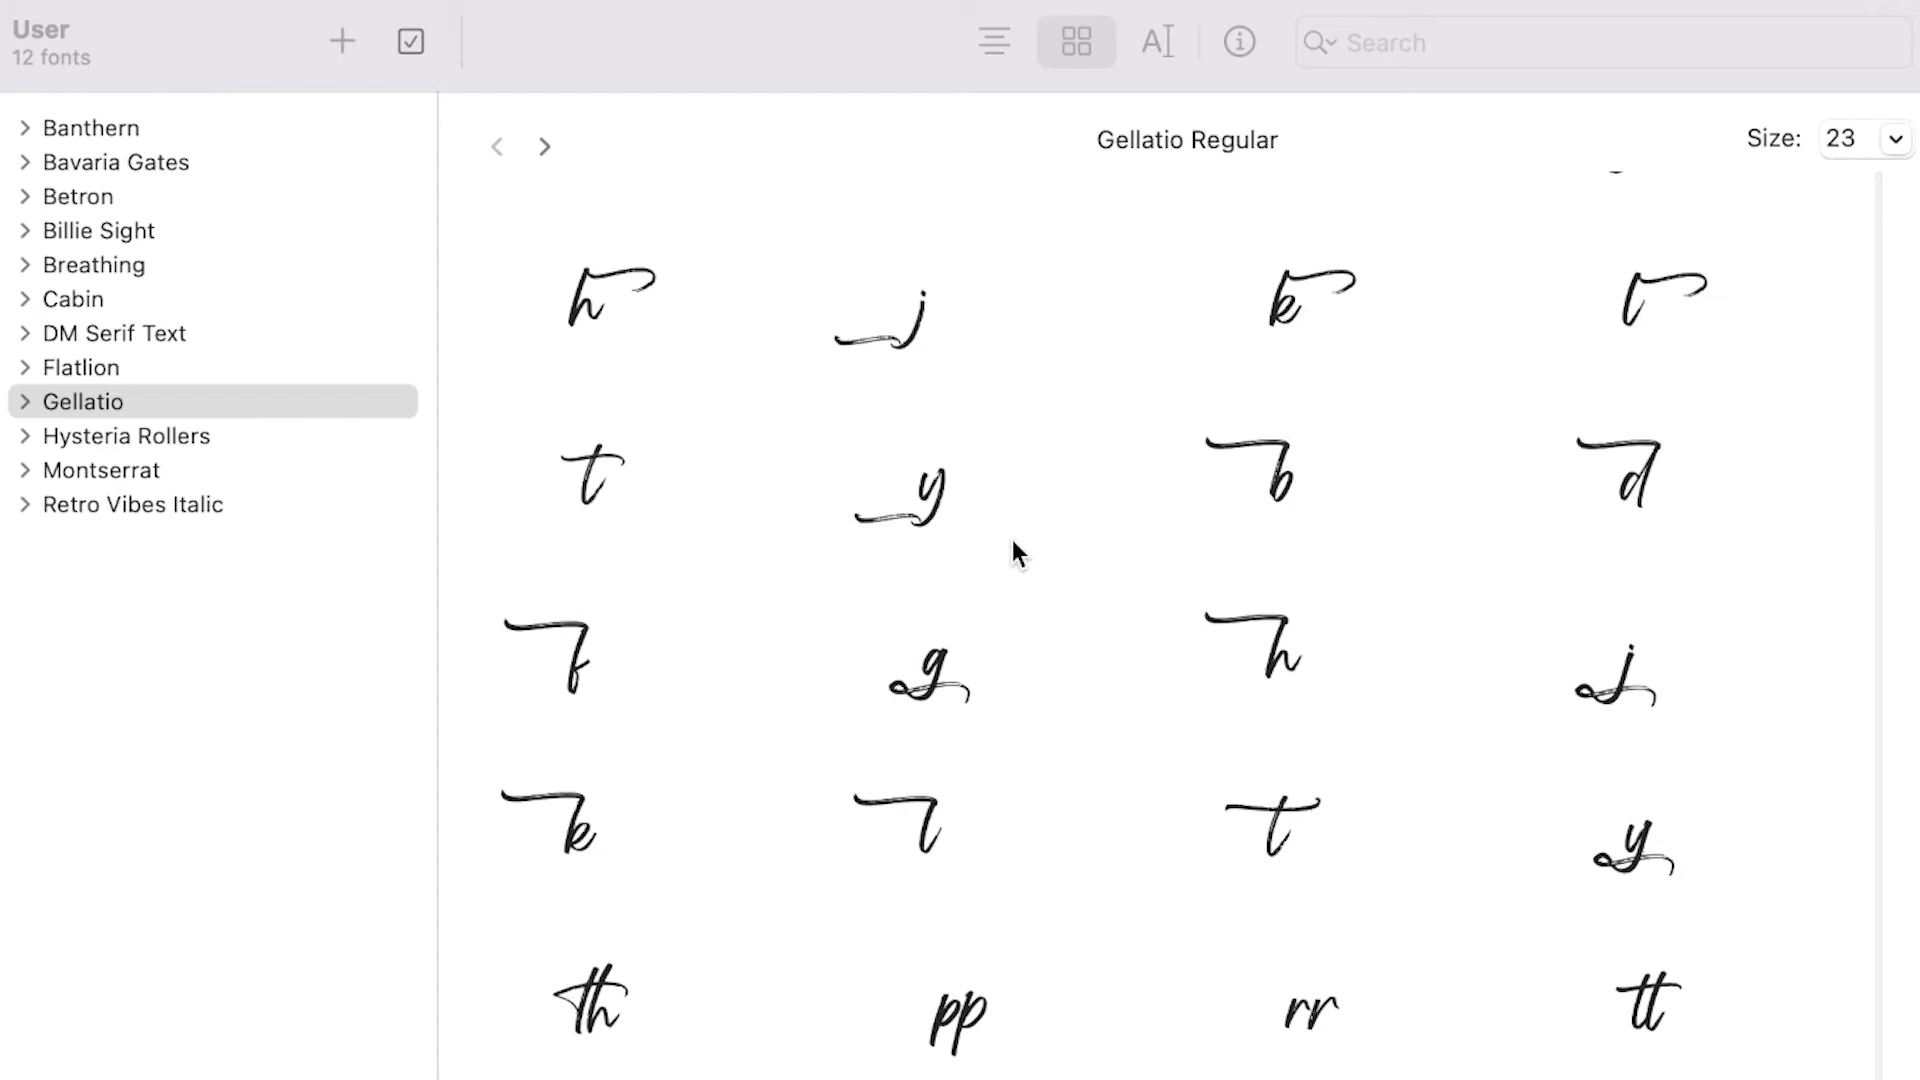 User
12 fonts
Search
Banthern
Bavaria Gates
Betron
Billie Sight
Breathing
Cabin
DM Serif Text
Flatlion
Gellatio
Hysteria Rollers
Montserrat
Retro Vibes Italic
Gellatio Regular
Size: 23
h j k l
t y b d
f g h j
k l t y
th pp rr tt